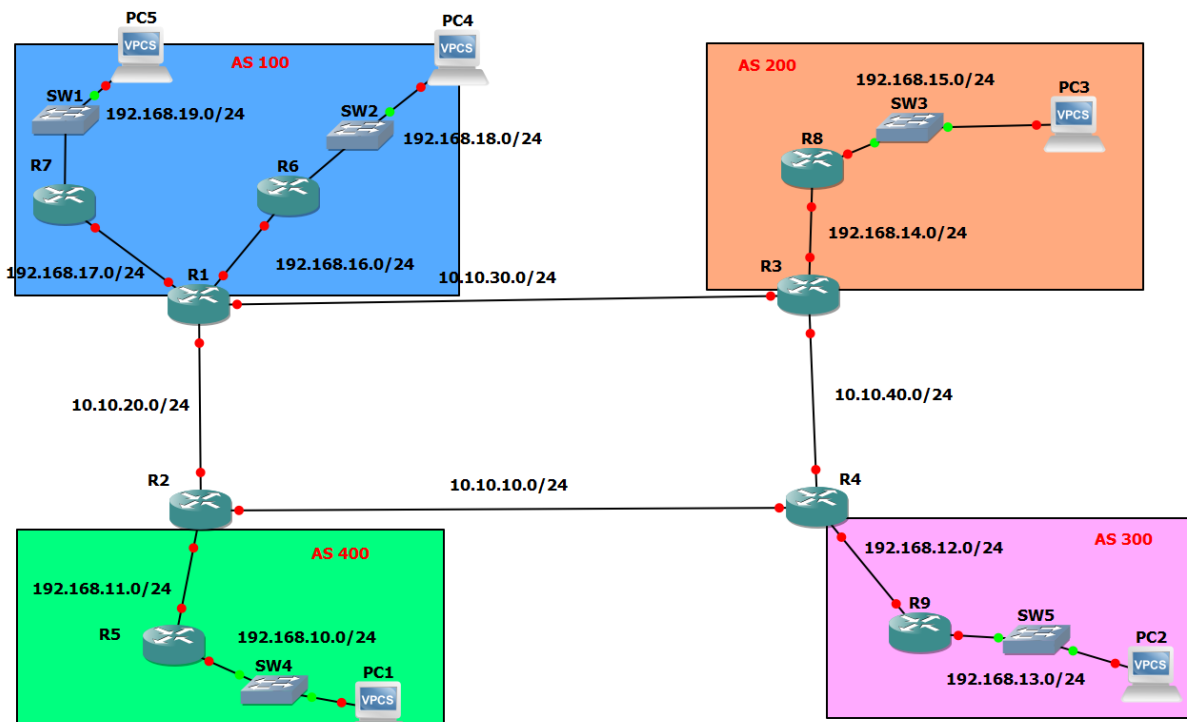 PC5
PC4
AS 100
VPCS
VPCS
AS 200
192.168.15.0/24
SW1
192.168.19.0/24
SW2
192.168.18.0/24
SW3
PC3
VPCS
R7
R6
R8
192.168.17.0/24
R1
192.168.16.0/24
10.10.30.0/24
192.168.14.0/24
R3
10.10.20.0/24
10.10.40.0/24
R2
10.10.10.0/24
R4
AS 400
192.168.12.0/24
AS 300
192.168.11.0/24
R5
192.168.10.0/24
SW4
PC1
VPCS
R9
SW5
PC2
VPCS
192.168.13.0/24